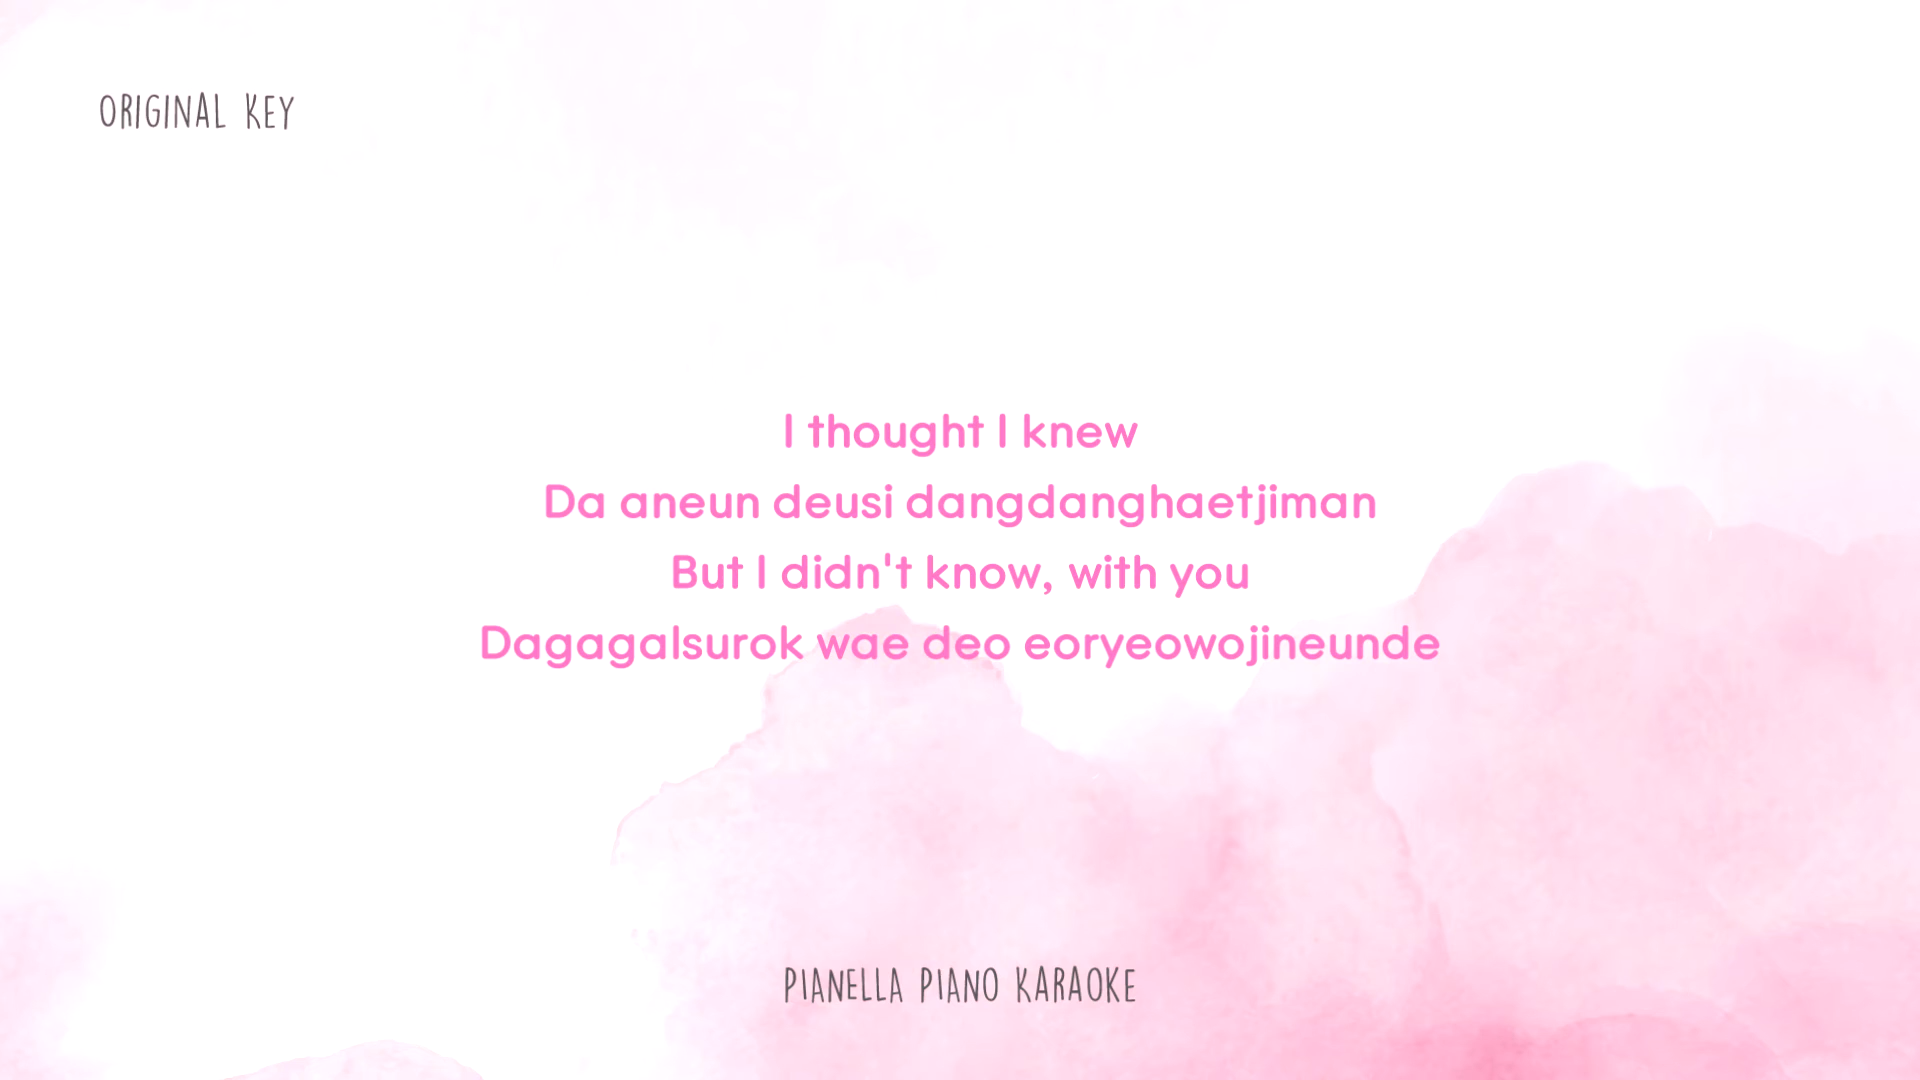 ORIGINAL KEY
I thought I knew
Da aneun deusi dangdanghaetjiman
But I didn't know, with you
Dagagalsurok wae deo eoryeowojineunde
PIANELLA PIANO KARAOKE